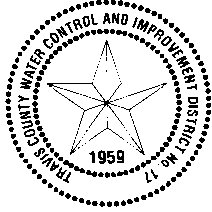 TRAVIS COUNTY WATER CONTROL AND IMPROVEMENT DISTRICT No. 17
1959